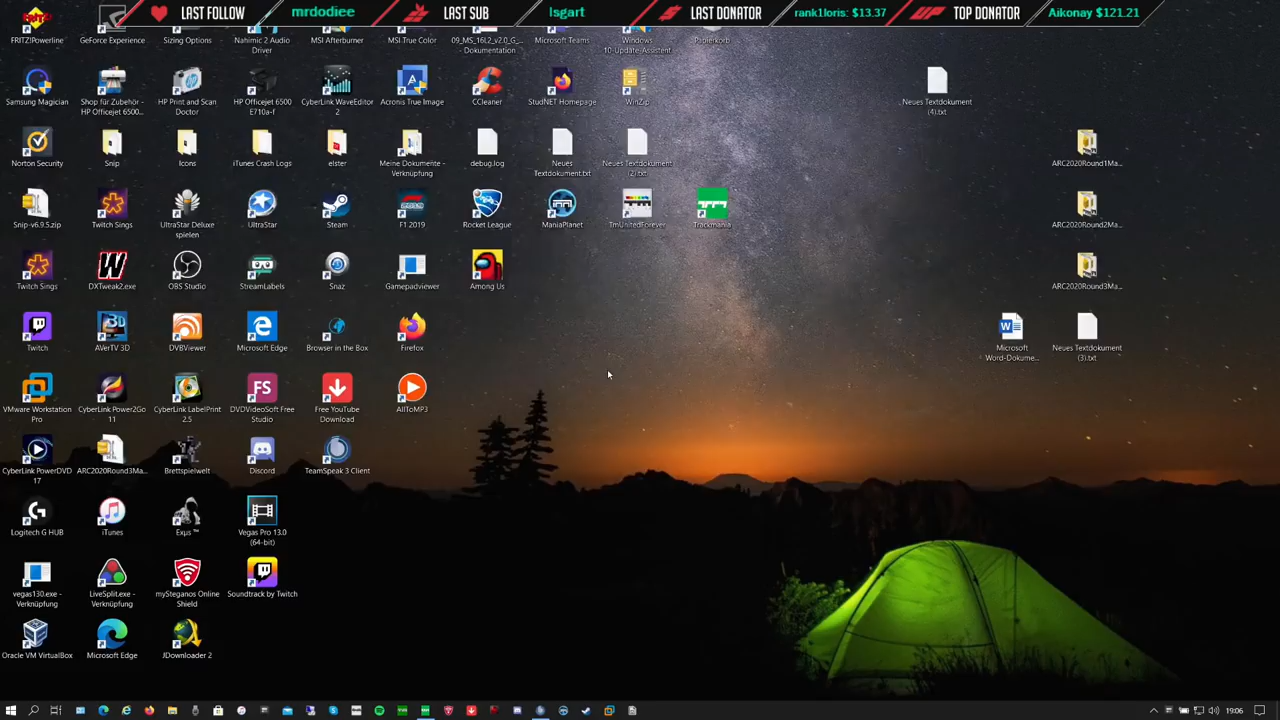 LAST FOLLOW
mrdodiee
LAST SUB
lsgart
LAST DONATOR
rank1loris: $13.37
TOP DONATOR
Aikonay $121.21
FRITZ!Powerline
GeForce Experience
Sizing Options
Nahimic 2 Audio
Driver
MSI Afterburner
MSI True Color
09_MS_16L2_v2.0_G_...
- Dokumentation
Microsoft Teams
Windows
10-Update-Assistent
Papierkorb
Samsung Magician
Shop für Zubehör -
HP Officejet 6500...
HP Print and Scan
Doctor
HP Officejet 6500
E710a-f
CyberLink WaveEditor
2
Acronis True Image
CCleaner
StudNET Homepage
WinZip
Neues Textdokument
(4).txt
Norton Security
Snip
Icons
iTunes Crash Logs
elster
Meine Dokumente -
Verknüpfung
debug.log
Neues
Textdokument.txt
Neues Textdokument
(2).txt
ARC2020Round1Ma...
Snip-v6.9.5.zip
Twitch Sings
UltraStar Deluxe
spielen
UltraStar
Steam
F1 2019
Rocket League
ManiaPlanet
TmUnitedForever
Trackmania
ARC2020Round2Ma...
Twitch Sings
DXTweak2.exe
OBS Studio
StreamLabels
Snaz
Gamepadviewer
Among Us
ARC2020Round3Ma...
Twitch
AVerTV 3D
DVBViewer
Microsoft Edge
Browser in the Box
Firefox
Microsoft
Word-Dokume...
Neues Textdokument
(3).txt
VMware Workstation
Pro
CyberLink Power2Go
11
CyberLink LabelPrint
2.5
FS
DVDVideoSoft Free
Studio
Free YouTube
Download
AllToMP3
CyberLink PowerDVD
17
ARC2020Round3Ma...
Brettspielwelt
Discord
TeamSpeak 3 Client
Logitech G HUB
iTunes
Exµs ™
Vegas Pro 13.0
(64-bit)
vegas130.exe -
Verknüpfung
LiveSplit.exe -
Verknüpfung
mySteganos Online
Shield
Soundtrack by Twitch
Oracle VM VirtualBox
Microsoft Edge
JDownloader 2
19:06